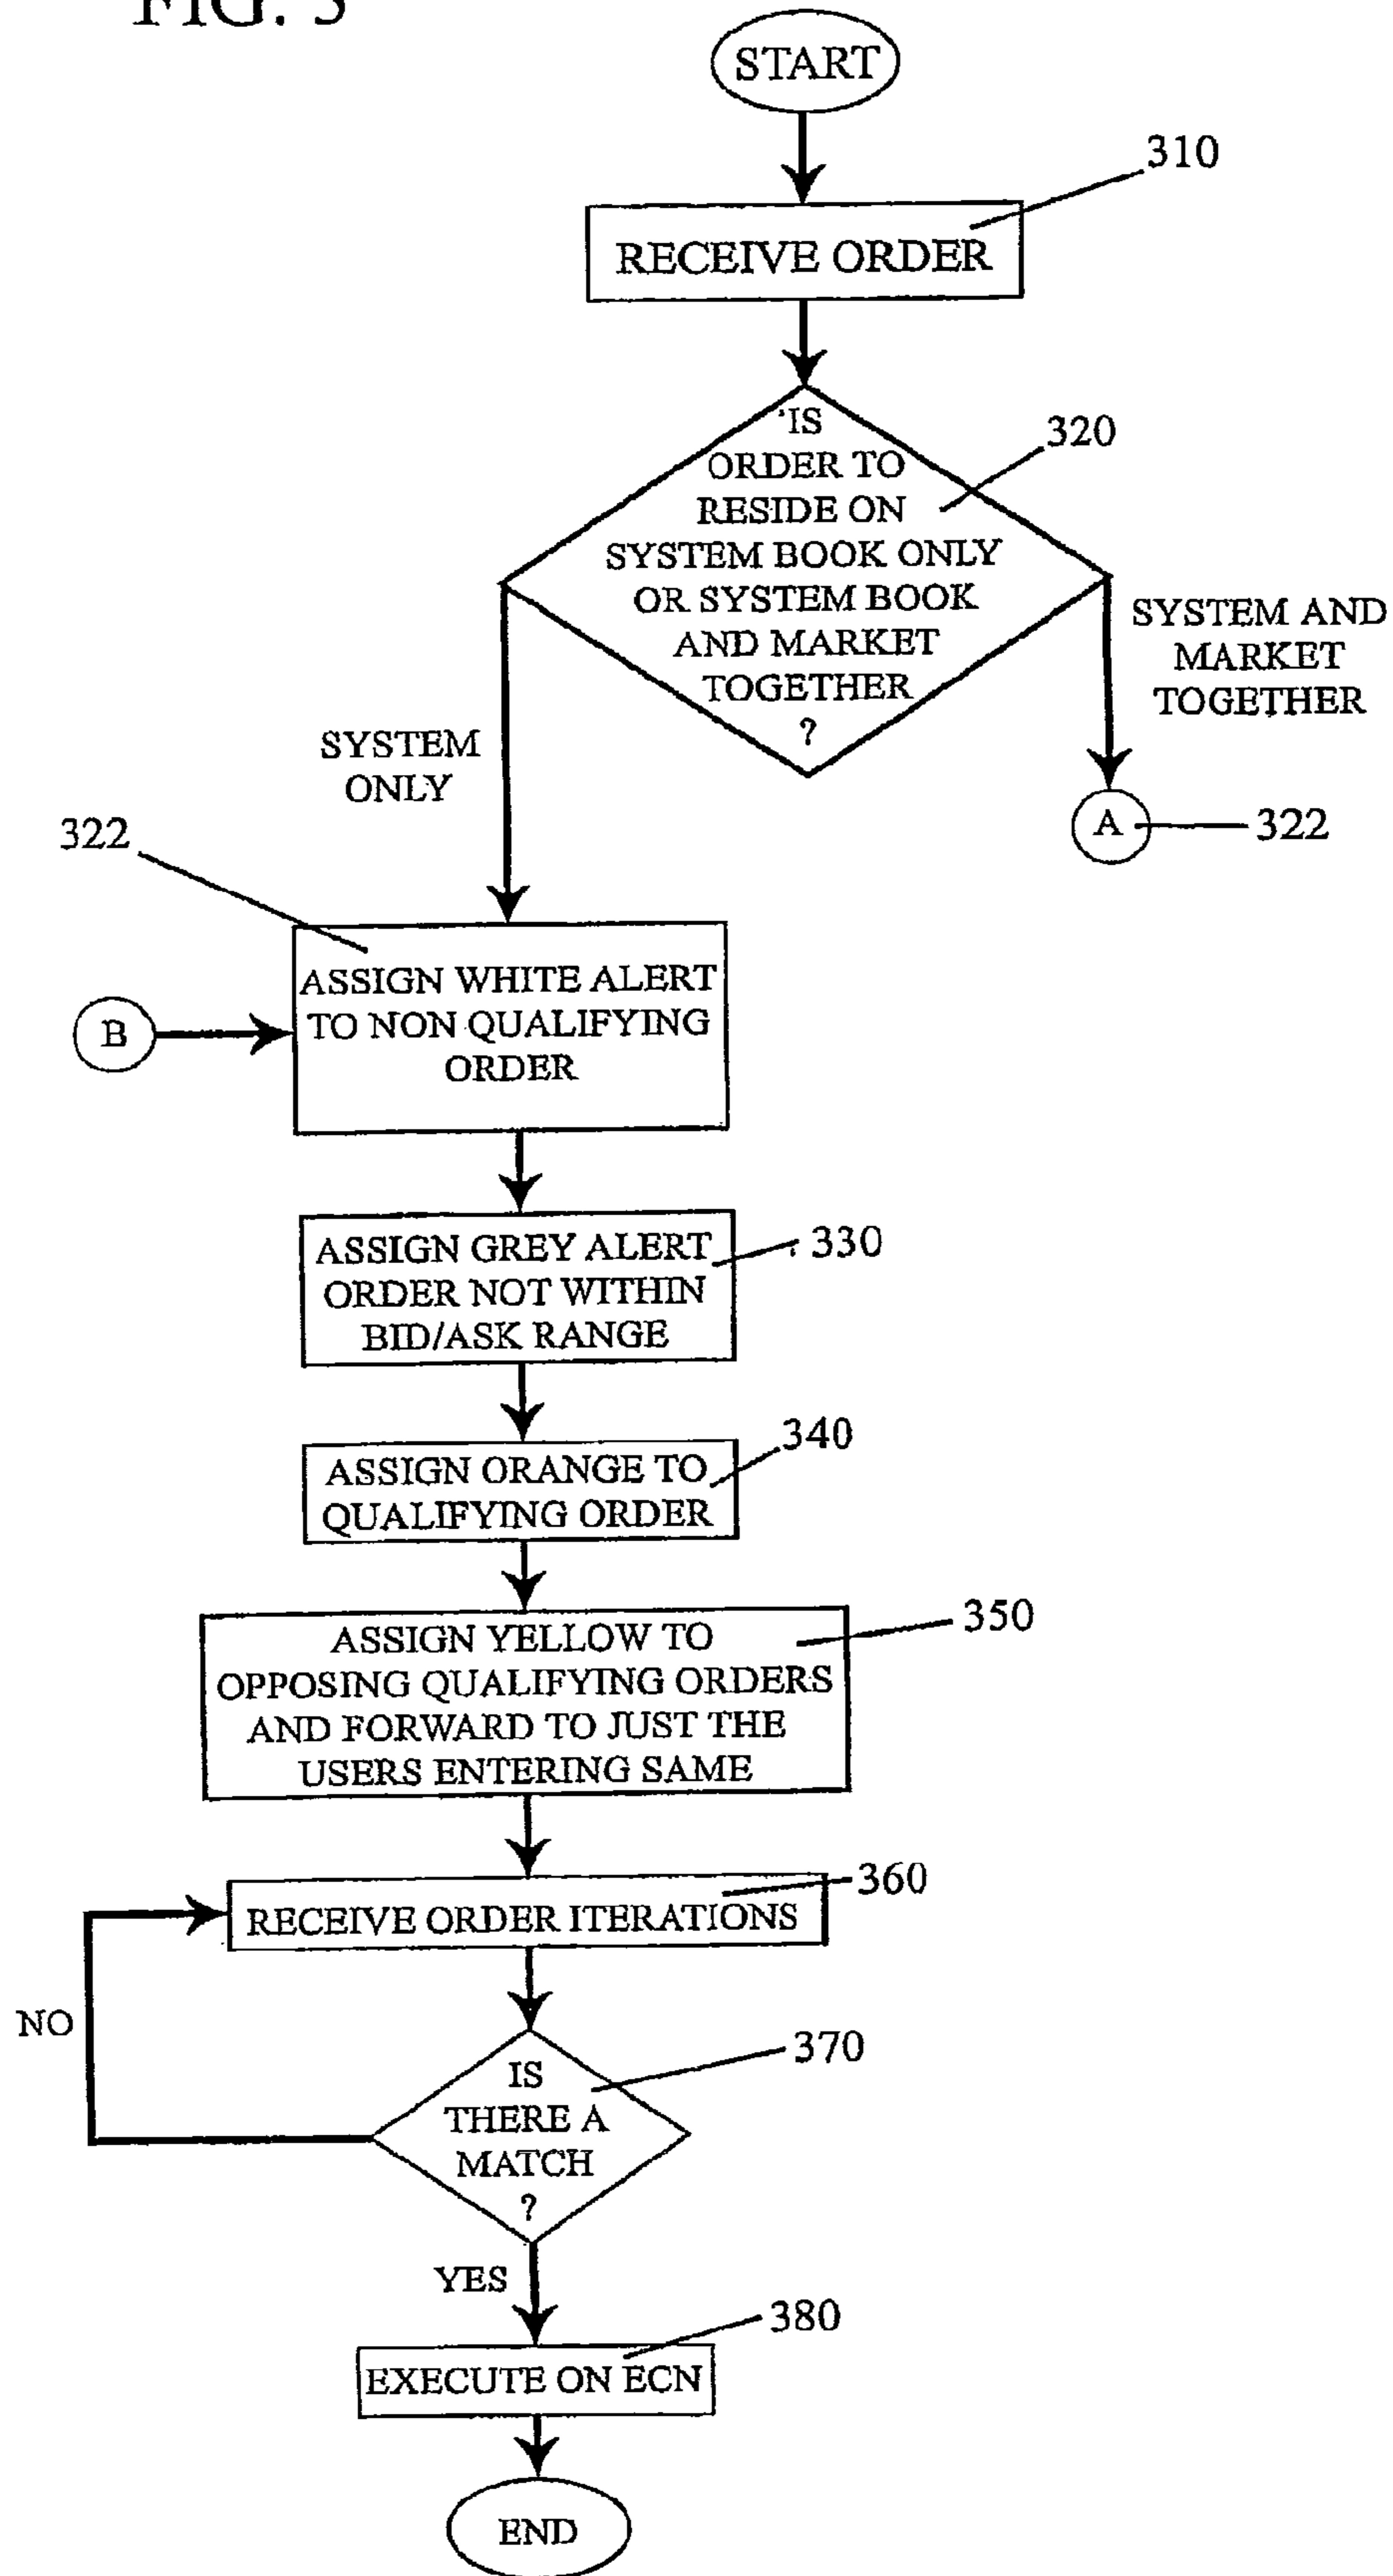 FIG. 3
START
310
RECEIVE ORDER
'IS
ORDER TO
RESIDE ON
SYSTEM BOOK ONLY
OR SYSTEM BOOK
AND MARKET
TOGETHER
?
320
SYSTEM AND
MARKET
TOGETHER
SYSTEM
ONLY
A
322
322
ASSIGN WHITE ALERT
TO NON QUALIFYING
ORDER
B
ASSIGN GREY ALERT
ORDER NOT WITHIN
BID/ASK RANGE
330
ASSIGN ORANGE TO
QUALIFYING ORDER
340
ASSIGN YELLOW TO
OPPOSING QUALIFYING ORDERS
AND FORWARD TO JUST THE
USERS ENTERING SAME
350
RECEIVE ORDER ITERATIONS
360
NO
IS
THERE A
MATCH
?
370
YES
380
EXECUTE ON ECN
END